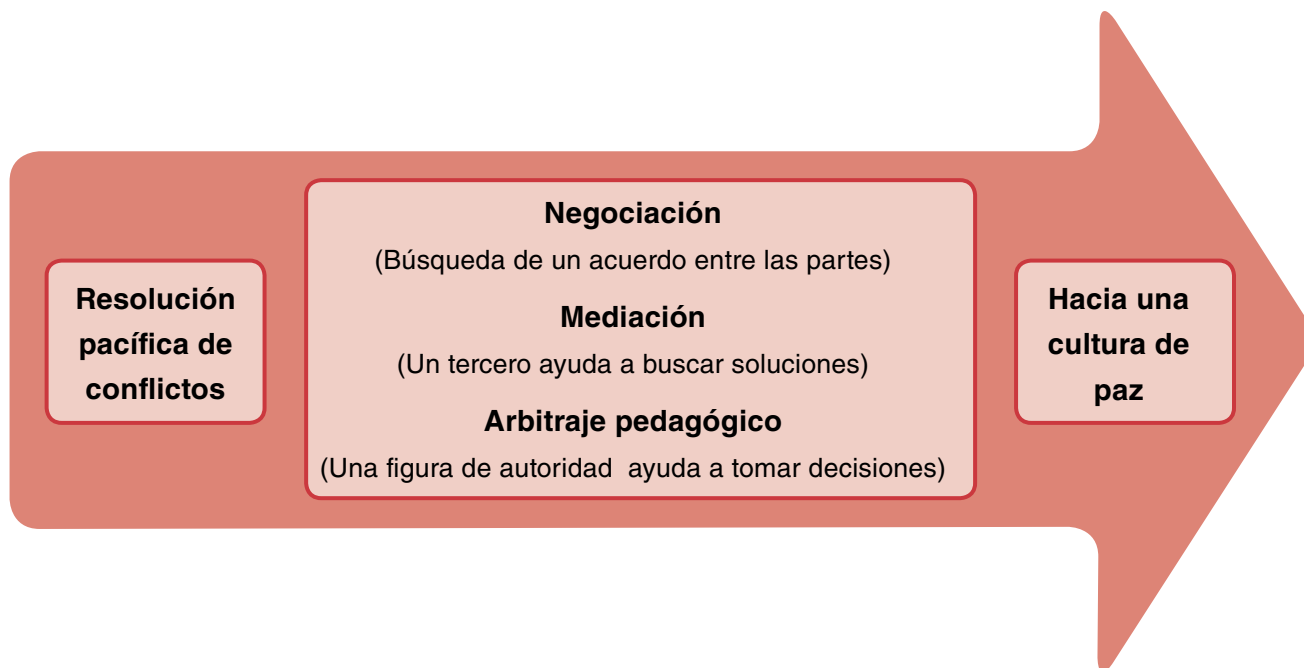 Resolución
pacífica de
conflictos
Negociación
(Búsqueda de un acuerdo entre las partes)
Mediación
(Un tercero ayuda a buscar soluciones)
Arbitraje pedagógico
(Una figura de autoridad  ayuda a tomar decisiones)
Hacia una
cultura de
paz